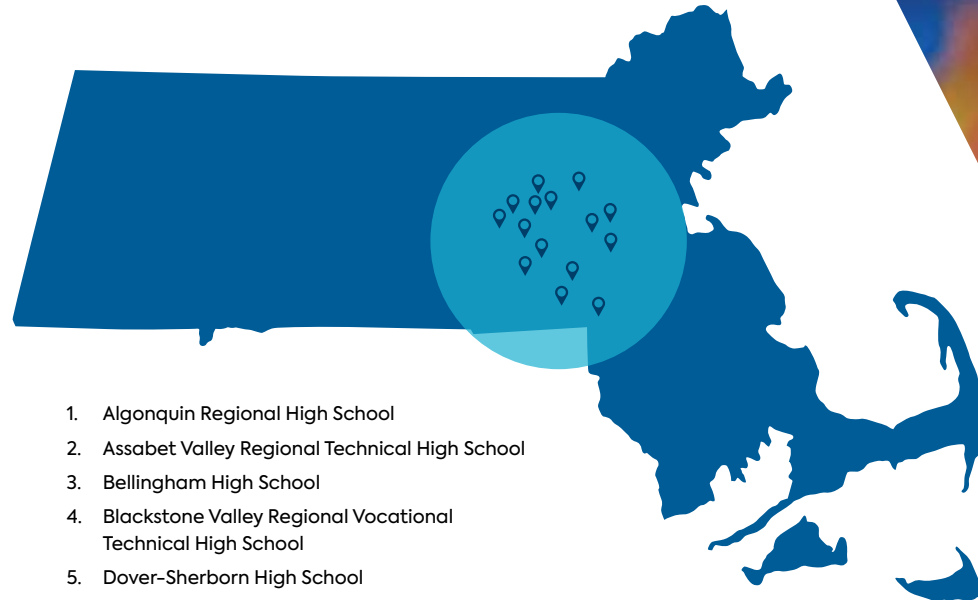 1. Algonquin Regional High School
2. Assabet Valley Regional Technical High School
3. Bellingham High School
4. Blackstone Valley Regional Vocational
Technical High School
5. Dover-Sherborn High School